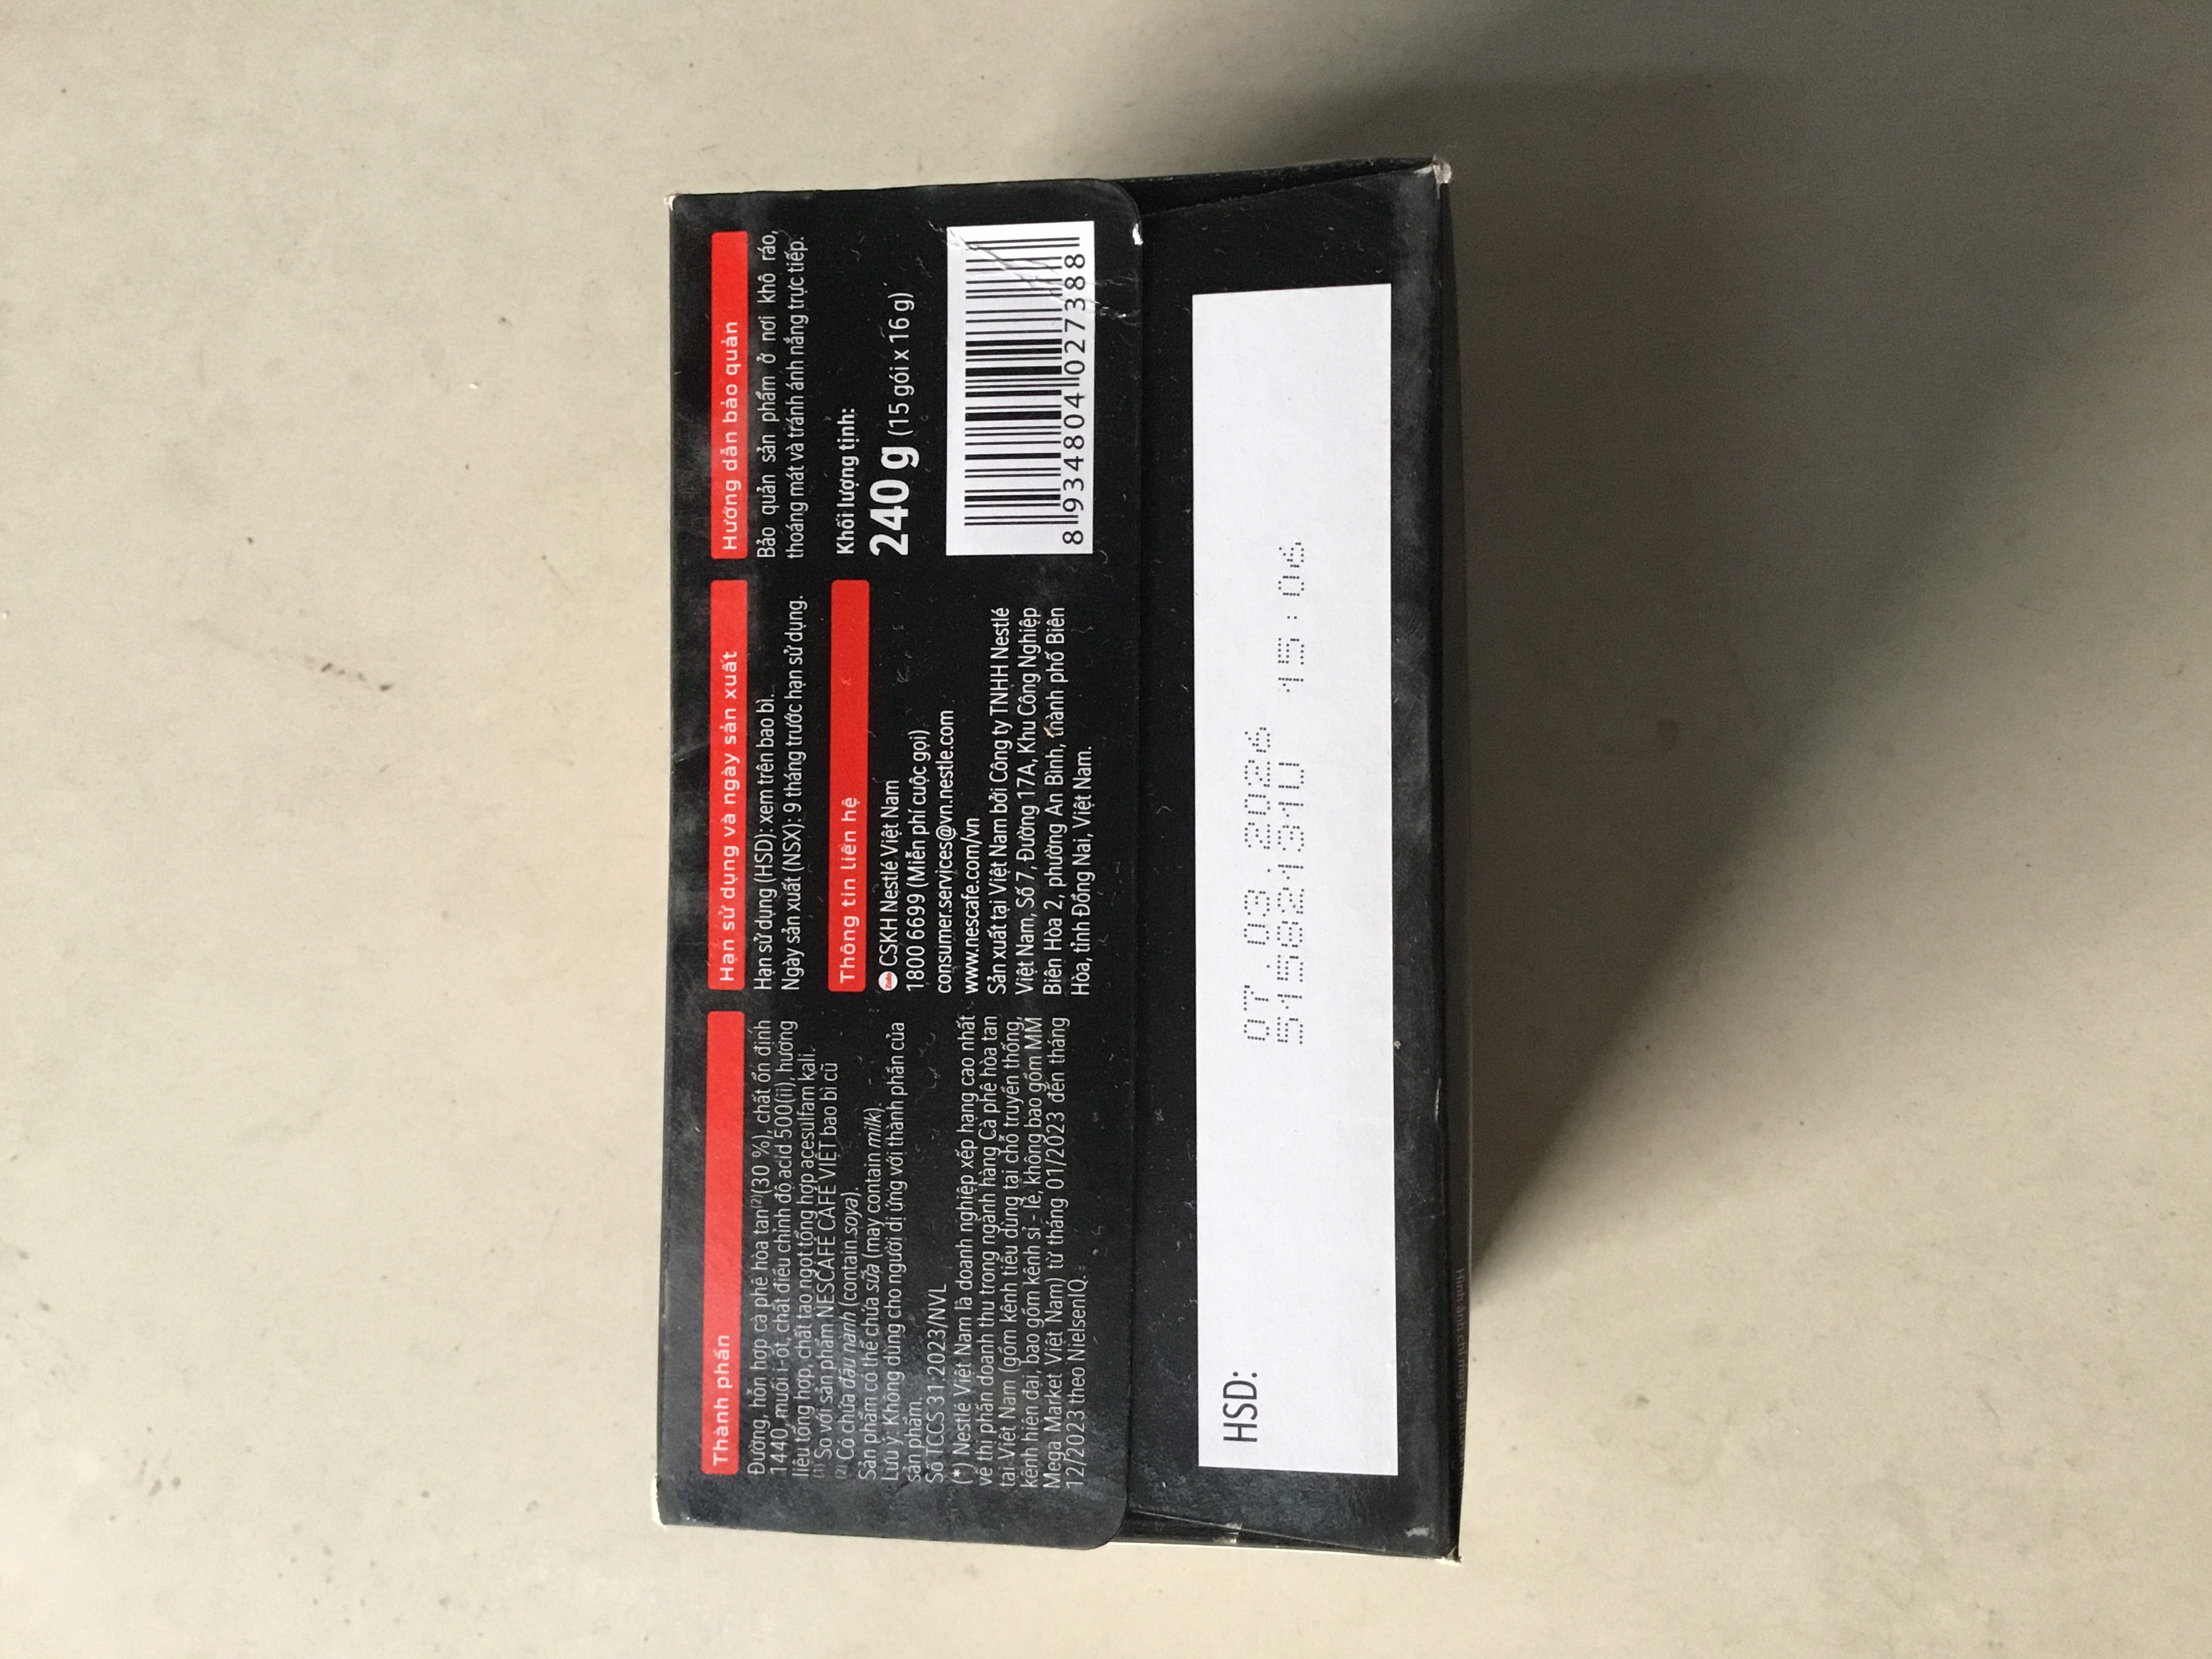 Thành phần
Đường, hỗn hợp cà phê hòa tan⁽²⁾(30 %), chất ổn định
1440, muối i-ốt, chất điều chỉnh độ acid 500(ii), hương
liệu tổng hợp, chất tạo ngọt tổng hợp acesulfam kali.
⁽¹⁾ So với sản phẩm NESCAFÉ CAFÉ VIỆT bao bì cũ
⁽²⁾ Có chứa đậu nành (contain soya).
Sản phẩm có thể chứa sữa (may contain milk).
Lưu ý: Không dùng cho người dị ứng với thành phần của
sản phẩm.
Số TCCS 31:2023/NVL
(*) Nestlé Việt Nam là doanh nghiệp xếp hạng cao nhất
về thị phần doanh thu trong ngành hàng Cà phê hòa tan
tại Việt Nam (gồm kênh tiêu dùng tại chỗ truyền thống,
kênh hiện đại, bao gồm kênh sỉ - lẻ, không bao gồm MM
Mega Market Việt Nam) từ tháng 01/2023 đến tháng
12/2023 theo NielsenIQ.
Hạn sử dụng và ngày sản xuất
Hạn sử dụng (HSD): xem trên bao bì.
Ngày sản xuất (NSX): 9 tháng trước hạn sử dụng.
Thông tin liên hệ
Zalo CSKH Nestlé Việt Nam
1800 6699 (Miễn phí cuộc gọi)
consumer.services@vn.nestle.com
www.nescafe.com/vn
Sản xuất tại Việt Nam bởi Công ty TNHH Nestlé
Việt Nam, Số 7, Đường 17A, Khu Công Nghiệp
Biên Hòa 2, phường An Bình, thành phố Biên
Hòa, tỉnh Đồng Nai, Việt Nam.
Hướng dẫn bảo quản
Bảo quản sản phẩm ở nơi khô ráo,
thoáng mát và tránh ánh nắng trực tiếp.
Khối lượng tịnh:
240 g (15 gói x 16 g)
8 934804 027388
HSD:
07.03.2026
51582131U 15:06